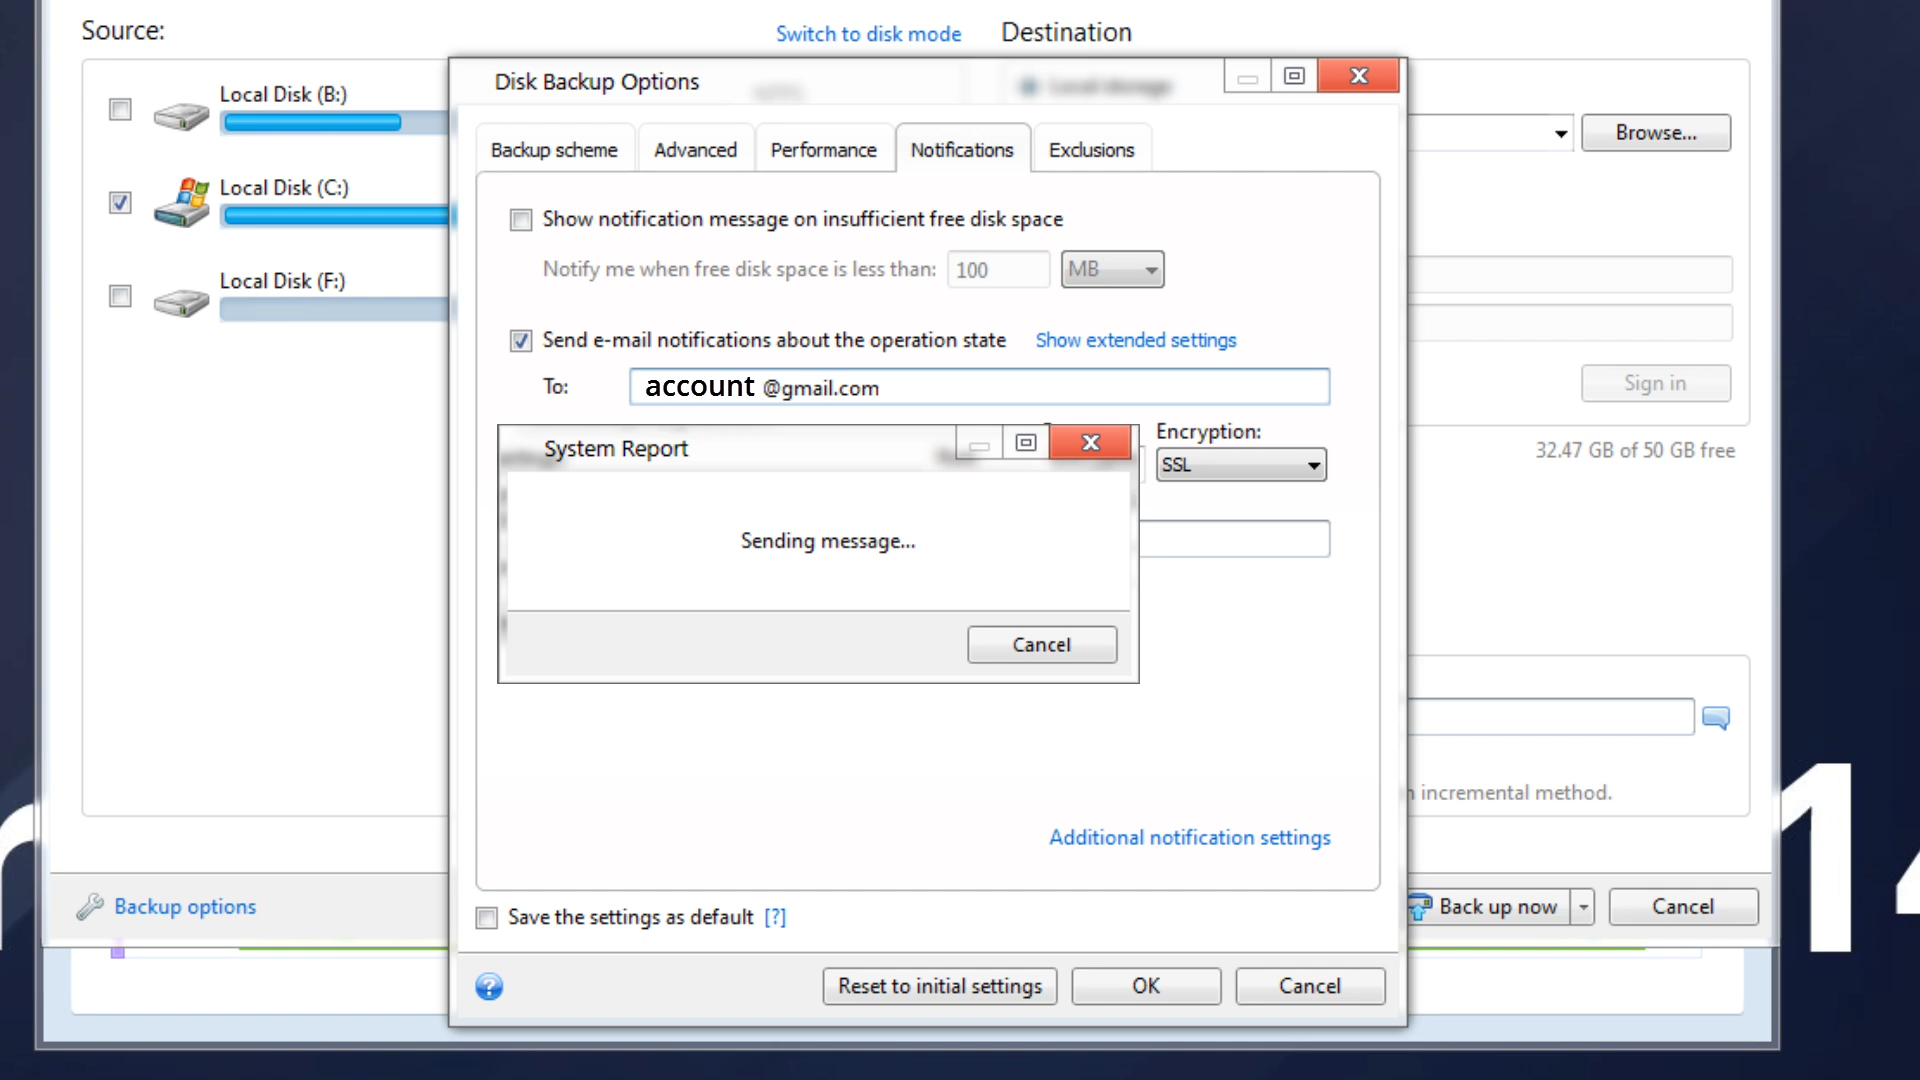 Source:
Switch to disk mode
Destination
Local Disk (B:)
Local Disk (C:)
Local Disk (F:)
Disk Backup Options
Local storage
Browse...
Backup scheme
Advanced
Performance
Notifications
Exclusions
Show notification message on insufficient free disk space
Notify me when free disk space is less than:
100
MB
Send e-mail notifications about the operation state
Show extended settings
To:
account @gmail.com
Sign in
System Report
Encryption:
SSL
32.47 GB of 50 GB free
Sending message...
Cancel
incremental method.
Additional notification settings
Backup options
Save the settings as default [?]
Back up now
Cancel
Reset to initial settings
OK
Cancel